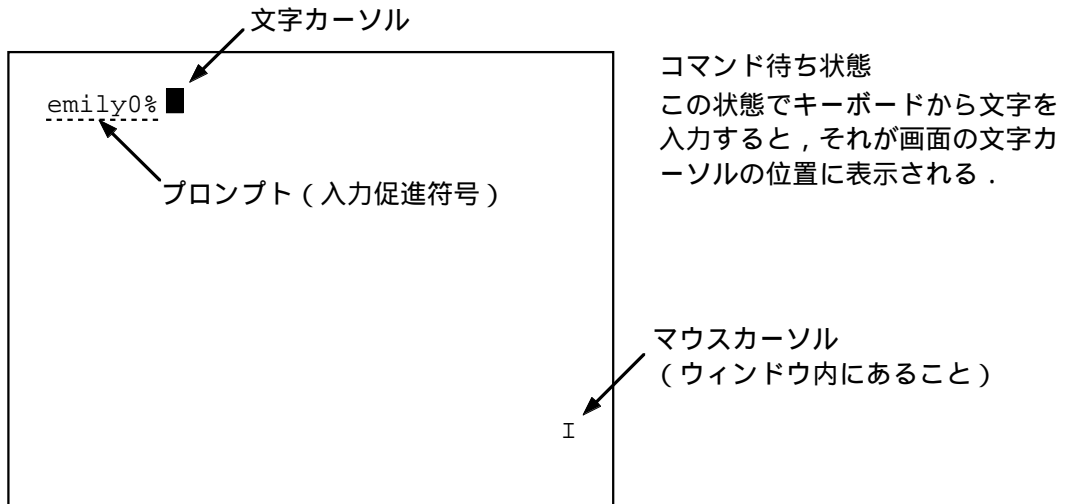 文字カーソル
emily0%
プロンプト（入力促進符号）
コマンド待ち状態
この状態でキーボードから文字を
入力すると，それが画面の文字カ
ーソルの位置に表示される．
マウスカーソル
（ウィンドウ内にあること）
I